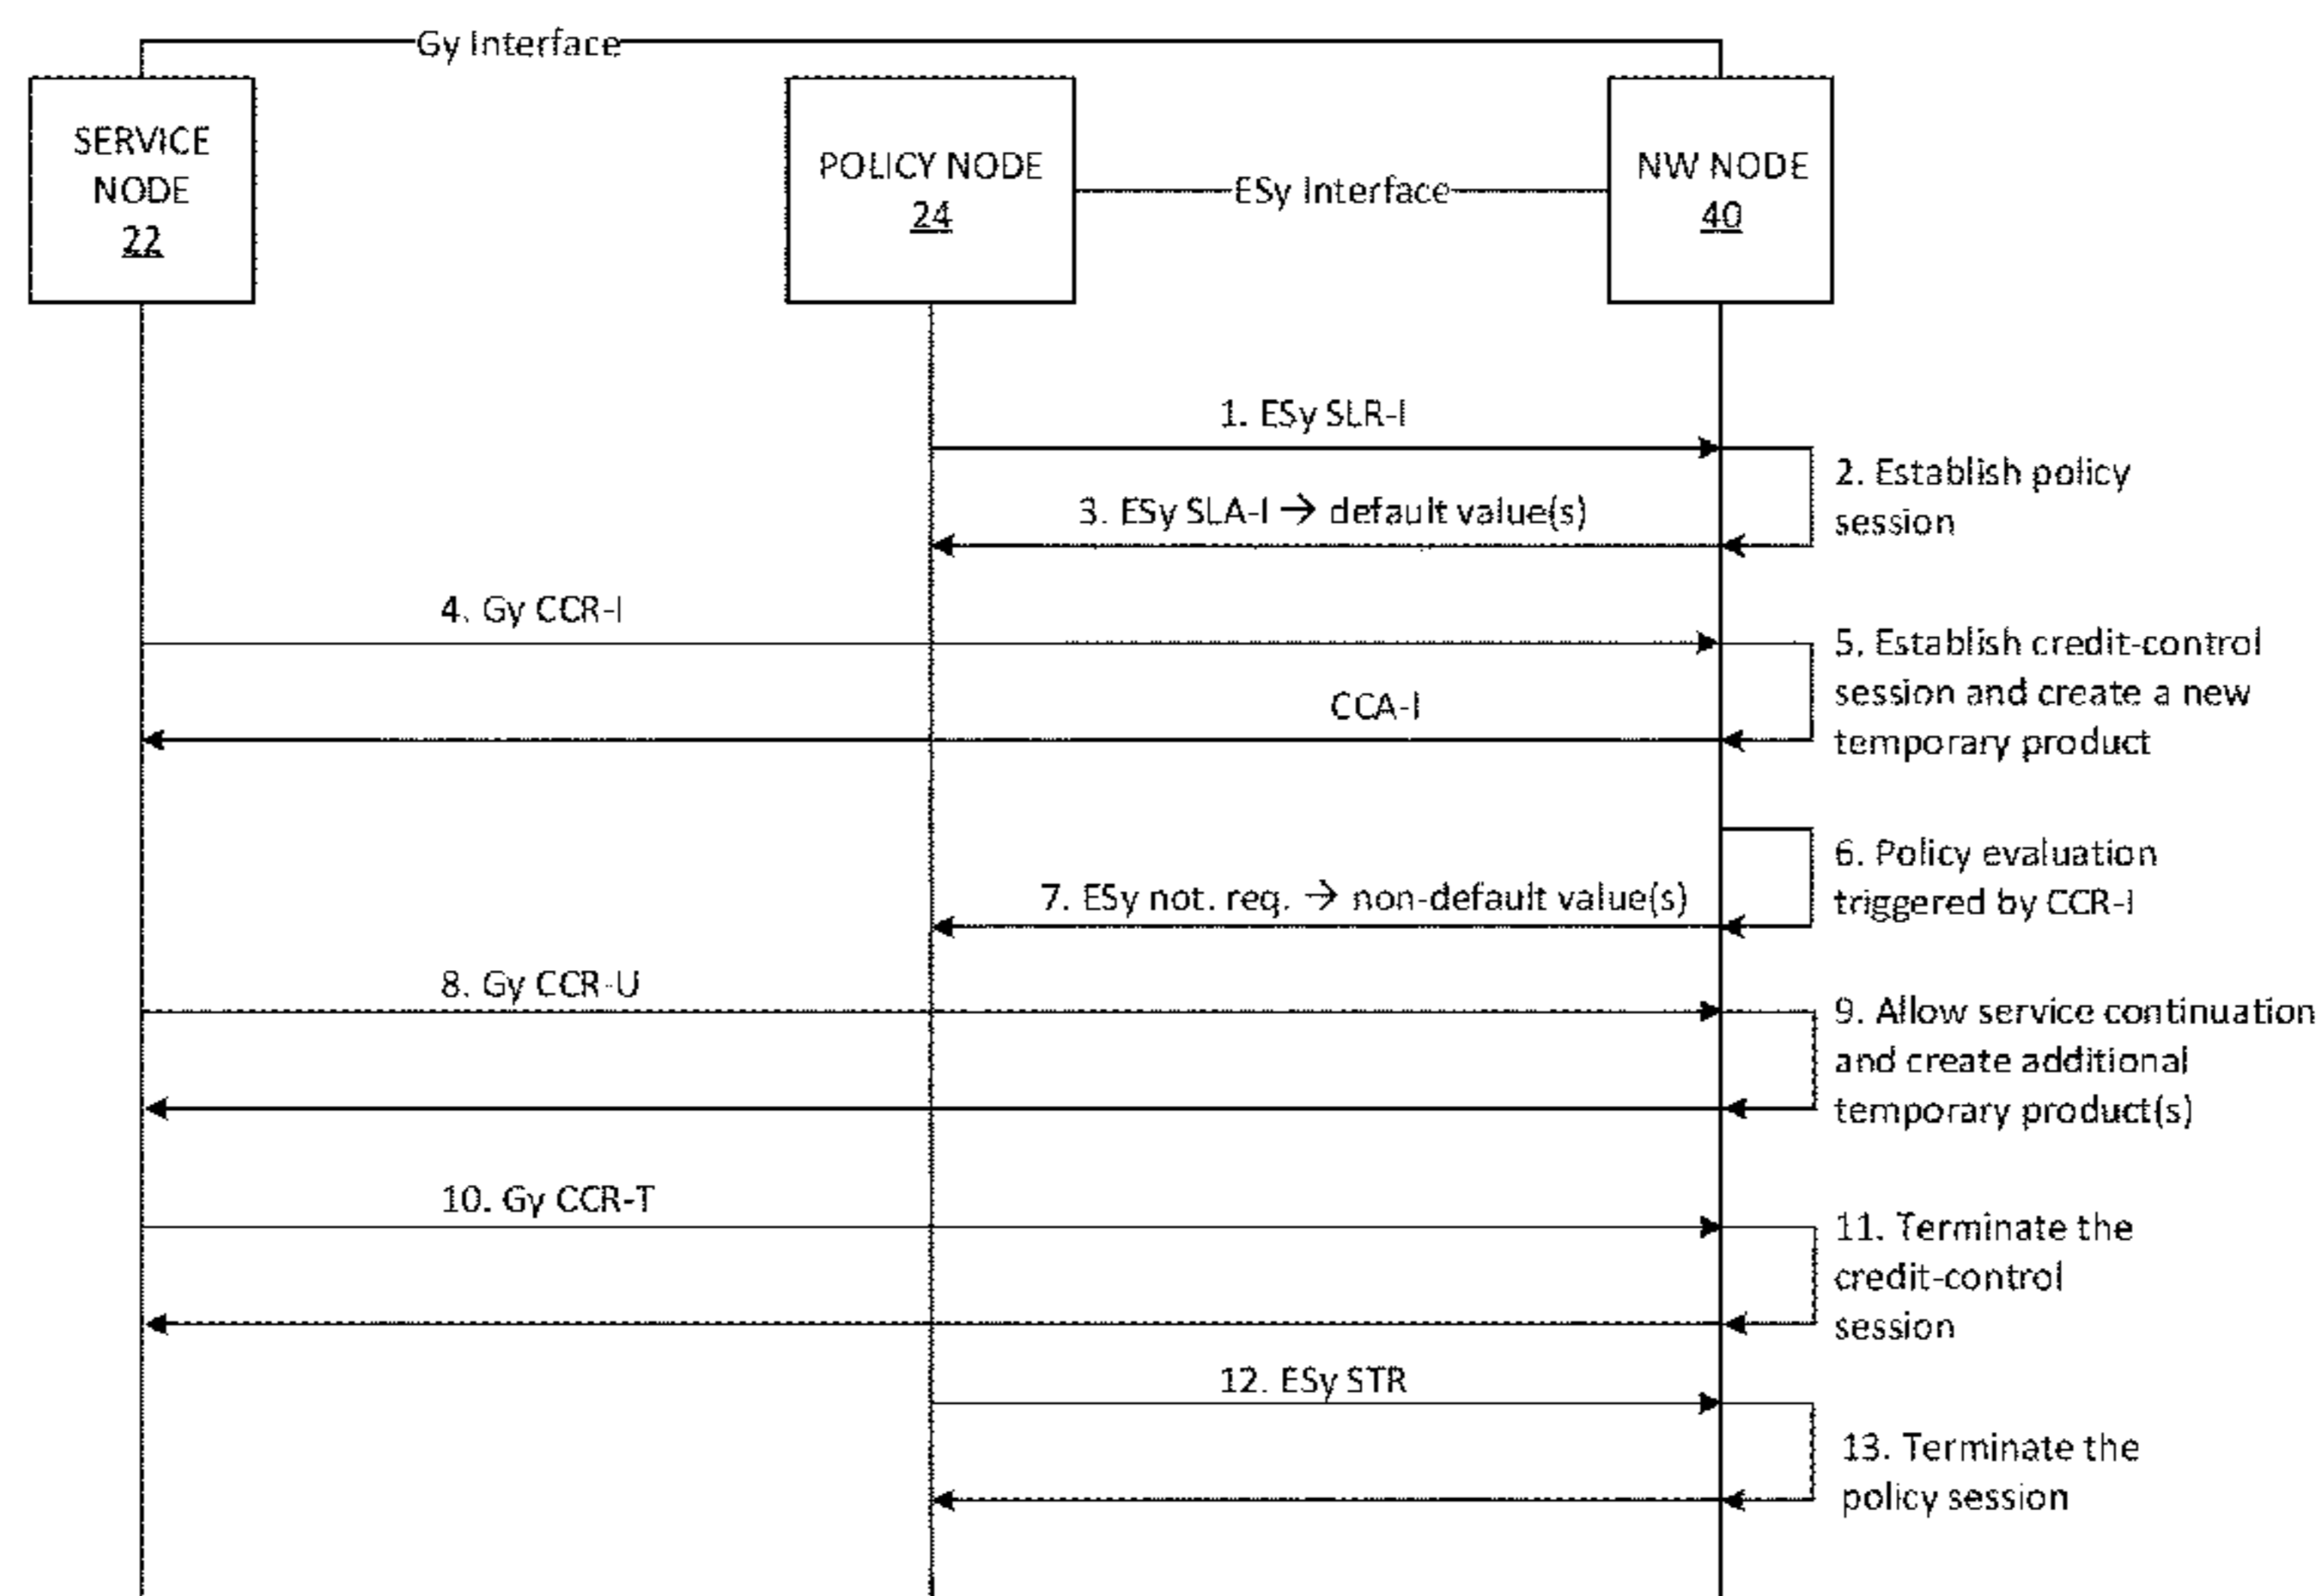 Gy Interface
SERVICE
NODE
22
POLICY NODE
24
ESy Interface
NW NODE
40
1. ESy SLR-I
2. Establish policy
session
3. ESy SLA-I → default value(s)
4. Gy CCR-I
5. Establish credit-control
session and create a new
temporary product
CCA-I
6. Policy evaluation
triggered by CCR-I
7. ESy not. req. → non-default value(s)
8. Gy CCR-U
9. Allow service continuation
and create additional
temporary product(s)
10. Gy CCR-T
11. Terminate the
credit-control
session
12. ESy STR
13. Terminate the
policy session